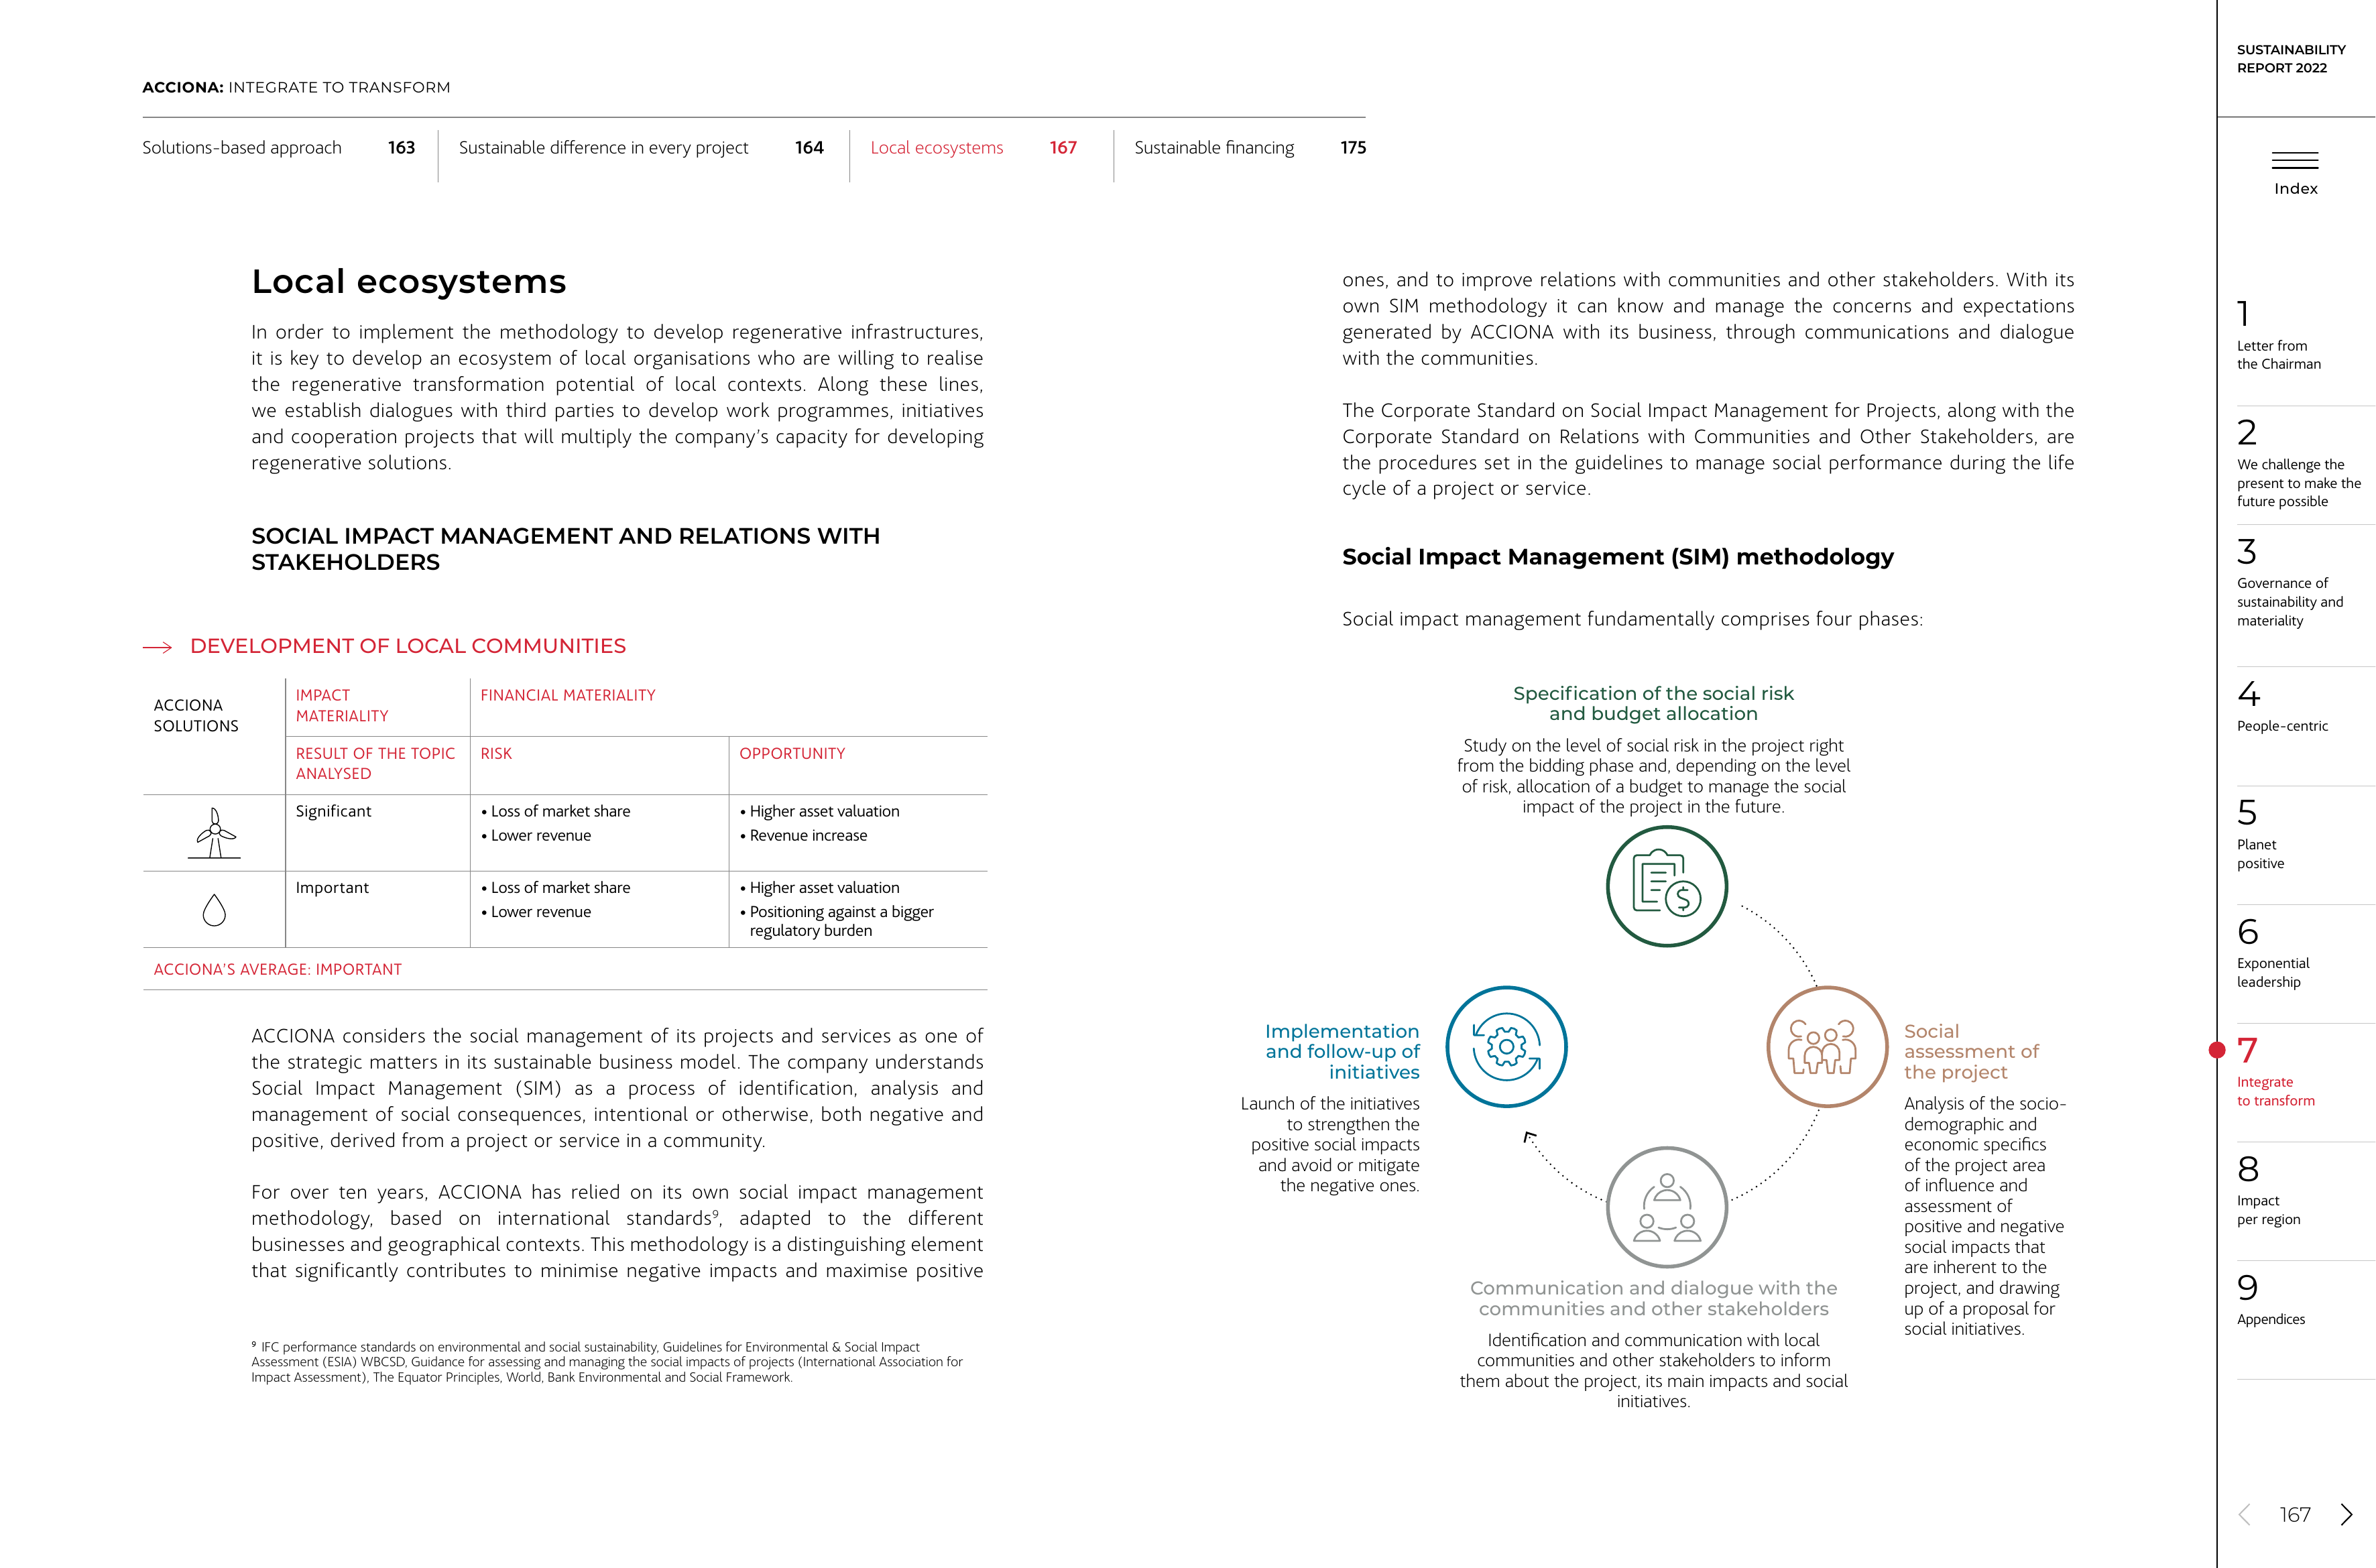 ACCIONA: INTEGRATE TO TRANSFORM
Solutions-based approach 163
Sustainable difference in every project 164
Local ecosystems 167
Sustainable financing 175
Local ecosystems
In order to implement the methodology to develop regenerative infrastructures,
it is key to develop an ecosystem of local organisations who are willing to realise
the regenerative transformation potential of local contexts. Along these lines,
we establish dialogues with third parties to develop work programmes, initiatives
and cooperation projects that will multiply the company’s capacity for developing
regenerative solutions.
SOCIAL IMPACT MANAGEMENT AND RELATIONS WITH
STAKEHOLDERS
DEVELOPMENT OF LOCAL COMMUNITIES
ACCIONA
SOLUTIONS
IMPACT
MATERIALITY
FINANCIAL MATERIALITY
RESULT OF THE TOPIC
ANALYSED
RISK
OPPORTUNITY
Significant
• Loss of market share
• Lower revenue
• Higher asset valuation
• Revenue increase
Important
• Loss of market share
• Lower revenue
• Higher asset valuation
• Positioning against a bigger
regulatory burden
ACCIONA’S AVERAGE: IMPORTANT
ACCIONA considers the social management of its projects and services as one of
the strategic matters in its sustainable business model. The company understands
Social Impact Management (SIM) as a process of identification, analysis and
management of social consequences, intentional or otherwise, both negative and
positive, derived from a project or service in a community.
For over ten years, ACCIONA has relied on its own social impact management
methodology, based on international standards⁹, adapted to the different
businesses and geographical contexts. This methodology is a distinguishing element
that significantly contributes to minimise negative impacts and maximise positive
⁹ IFC performance standards on environmental and social sustainability, Guidelines for Environmental & Social Impact
Assessment (ESIA) WBCSD, Guidance for assessing and managing the social impacts of projects (International Association for
Impact Assessment), The Equator Principles, World, Bank Environmental and Social Framework.
ones, and to improve relations with communities and other stakeholders. With its
own SIM methodology it can know and manage the concerns and expectations
generated by ACCIONA with its business, through communications and dialogue
with the communities.
The Corporate Standard on Social Impact Management for Projects, along with the
Corporate Standard on Relations with Communities and Other Stakeholders, are
the procedures set in the guidelines to manage social performance during the life
cycle of a project or service.
Social Impact Management (SIM) methodology
Social impact management fundamentally comprises four phases:
Specification of the social risk
and budget allocation
Study on the level of social risk in the project right
from the bidding phase and, depending on the level
of risk, allocation of a budget to manage the social
impact of the project in the future.
$
Social
assessment of
the project
Analysis of the socio-
demographic and
economic specifics
of the project area
of influence and
assessment of
positive and negative
social impacts that
are inherent to the
project, and drawing
up of a proposal for
social initiatives.
Communication and dialogue with the
communities and other stakeholders
Identification and communication with local
communities and other stakeholders to inform
them about the project, its main impacts and social
initiatives.
Implementation
and follow-up of
initiatives
Launch of the initiatives
to strengthen the
positive social impacts
and avoid or mitigate
the negative ones.
SUSTAINABILITY
REPORT 2022
Index
1
Letter from
the Chairman
2
We challenge the
present to make the
future possible
3
Governance of
sustainability and
materiality
4
People-centric
5
Planet
positive
6
Exponential
leadership
7
Integrate
to transform
8
Impact
per region
9
Appendices
167